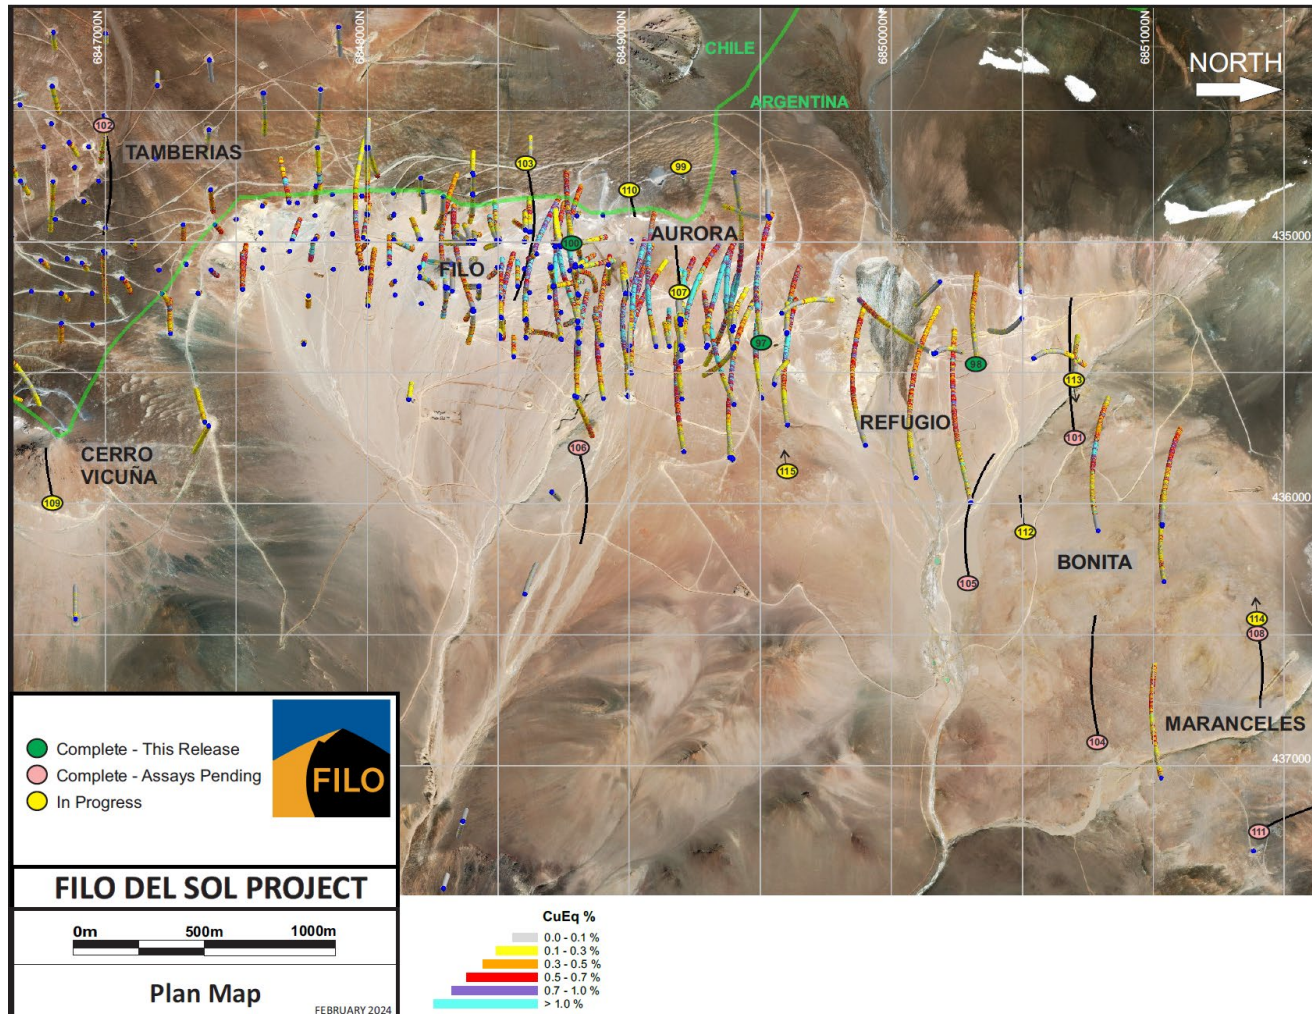 6847000N
6848000N
6849000N
6850000N
6851000N
CHILE
ARGENTINA
NORTH
102
TAMBERIAS
103
99
110
AURORA
435000
100
FILO
107
97
98
113
REFUGIO
101
CERRO
VICUÑA
106
115
109
436000
112
BONITA
105
114
108
MARANCELES
104
437000
111
Complete - This Release
Complete - Assays Pending
In Progress
FILO
FILO DEL SOL PROJECT
0m 500m 1000m
Plan Map
FEBRUARY 2024
CuEq %
0.0 - 0.1 %
0.1 - 0.3 %
0.3 - 0.5 %
0.5 - 0.7 %
0.7 - 1.0 %
> 1.0 %